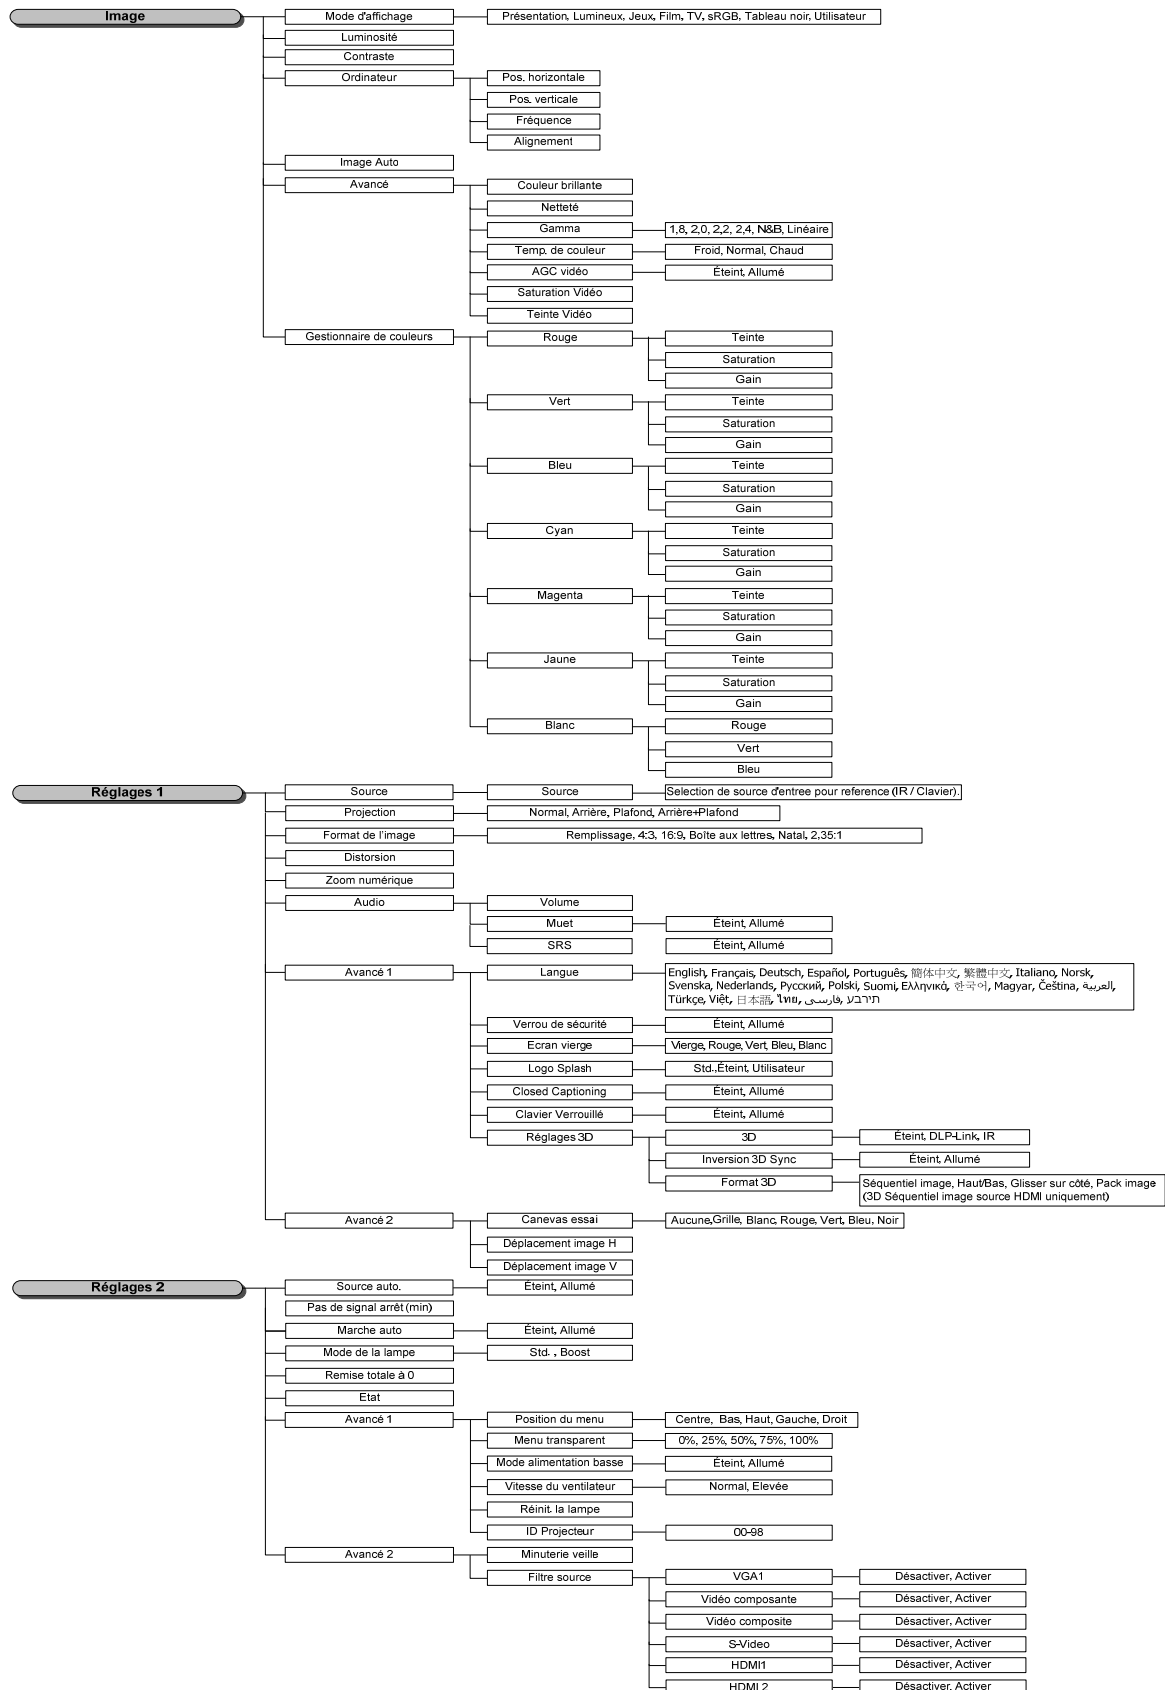 Image
Mode d'affichage
Présentation, Lumineux, Jeux, Film, TV, sRGB, Tableau noir, Utilisateur
Luminosité
Contraste
Ordinateur
Pos. horizontale
Pos. verticale
Fréquence
Alignement
Image Auto
Avancé
Couleur brillante
Netteté
Gamma
1,8, 2,0, 2,2, 2,4, N&B, Linéaire
Temp. de couleur
Froid, Normal, Chaud
AGC vidéo
Éteint, Allumé
Saturation Vidéo
Teinte Vidéo
Gestionnaire de couleurs
Rouge
Teinte
Saturation
Gain
Vert
Teinte
Saturation
Gain
Bleu
Teinte
Saturation
Gain
Cyan
Teinte
Saturation
Gain
Magenta
Teinte
Saturation
Gain
Jaune
Teinte
Saturation
Gain
Blanc
Rouge
Vert
Bleu
Réglages 1
Source
Source
Selection de source d'entree pour reference (IR / Clavier).
Projection
Normal, Arrière, Plafond, Arrière+Plafond
Format de l'image
Remplissage, 4:3, 16:9, Boîte aux lettres, Natal, 2,35:1
Distorsion
Zoom numérique
Audio
Volume
Muet
Éteint, Allumé
SRS
Éteint, Allumé
Avancé 1
Langue
English, Français, Deutsch, Español, Português, 簡体中文, 繁體中文, Italiano, Norsk,
Svenska, Nederlands, Русский, Polski, Suomi, Ελληνικά, 한국어, Magyar, Čeština, العربية,
Türkçe, Việt, 日本語, ไทย, فارسی, תירבע
Verrou de sécurité
Éteint, Allumé
Ecran vierge
Vierge, Rouge, Vert, Bleu, Blanc
Logo Splash
Std.,Éteint, Utilisateur
Closed Captioning
Éteint, Allumé
Clavier Verrouillé
Éteint, Allumé
Réglages 3D
3D
Éteint, DLP-Link, IR
Inversion 3D Sync
Éteint, Allumé
Format 3D
Séquentiel image, Haut/Bas, Glisser sur côté, Pack image
(3D Séquentiel image source HDMI uniquement)
Avancé 2
Canevas essai
Aucune,Grille, Blanc, Rouge, Vert, Bleu, Noir
Déplacement image H
Déplacement image V
Réglages 2
Source auto.
Éteint, Allumé
Pas de signal arrêt (min)
Marche auto
Éteint, Allumé
Mode de la lampe
Std. , Boost
Remise totale à 0
Etat
Avancé 1
Position du menu
Centre, Bas, Haut, Gauche, Droit
Menu transparent
0%, 25%, 50%, 75%, 100%
Mode alimentation basse
Éteint, Allumé
Vitesse du ventilateur
Normal, Elevée
Réinit. la lampe
ID Projecteur
00-98
Avancé 2
Minuterie veille
Filtre source
VGA1
Désactiver, Activer
Vidéo composante
Désactiver, Activer
Vidéo composite
Désactiver, Activer
S-Video
Désactiver, Activer
HDMI1
Désactiver, Activer
HDMI 2
Désactiver, Activer